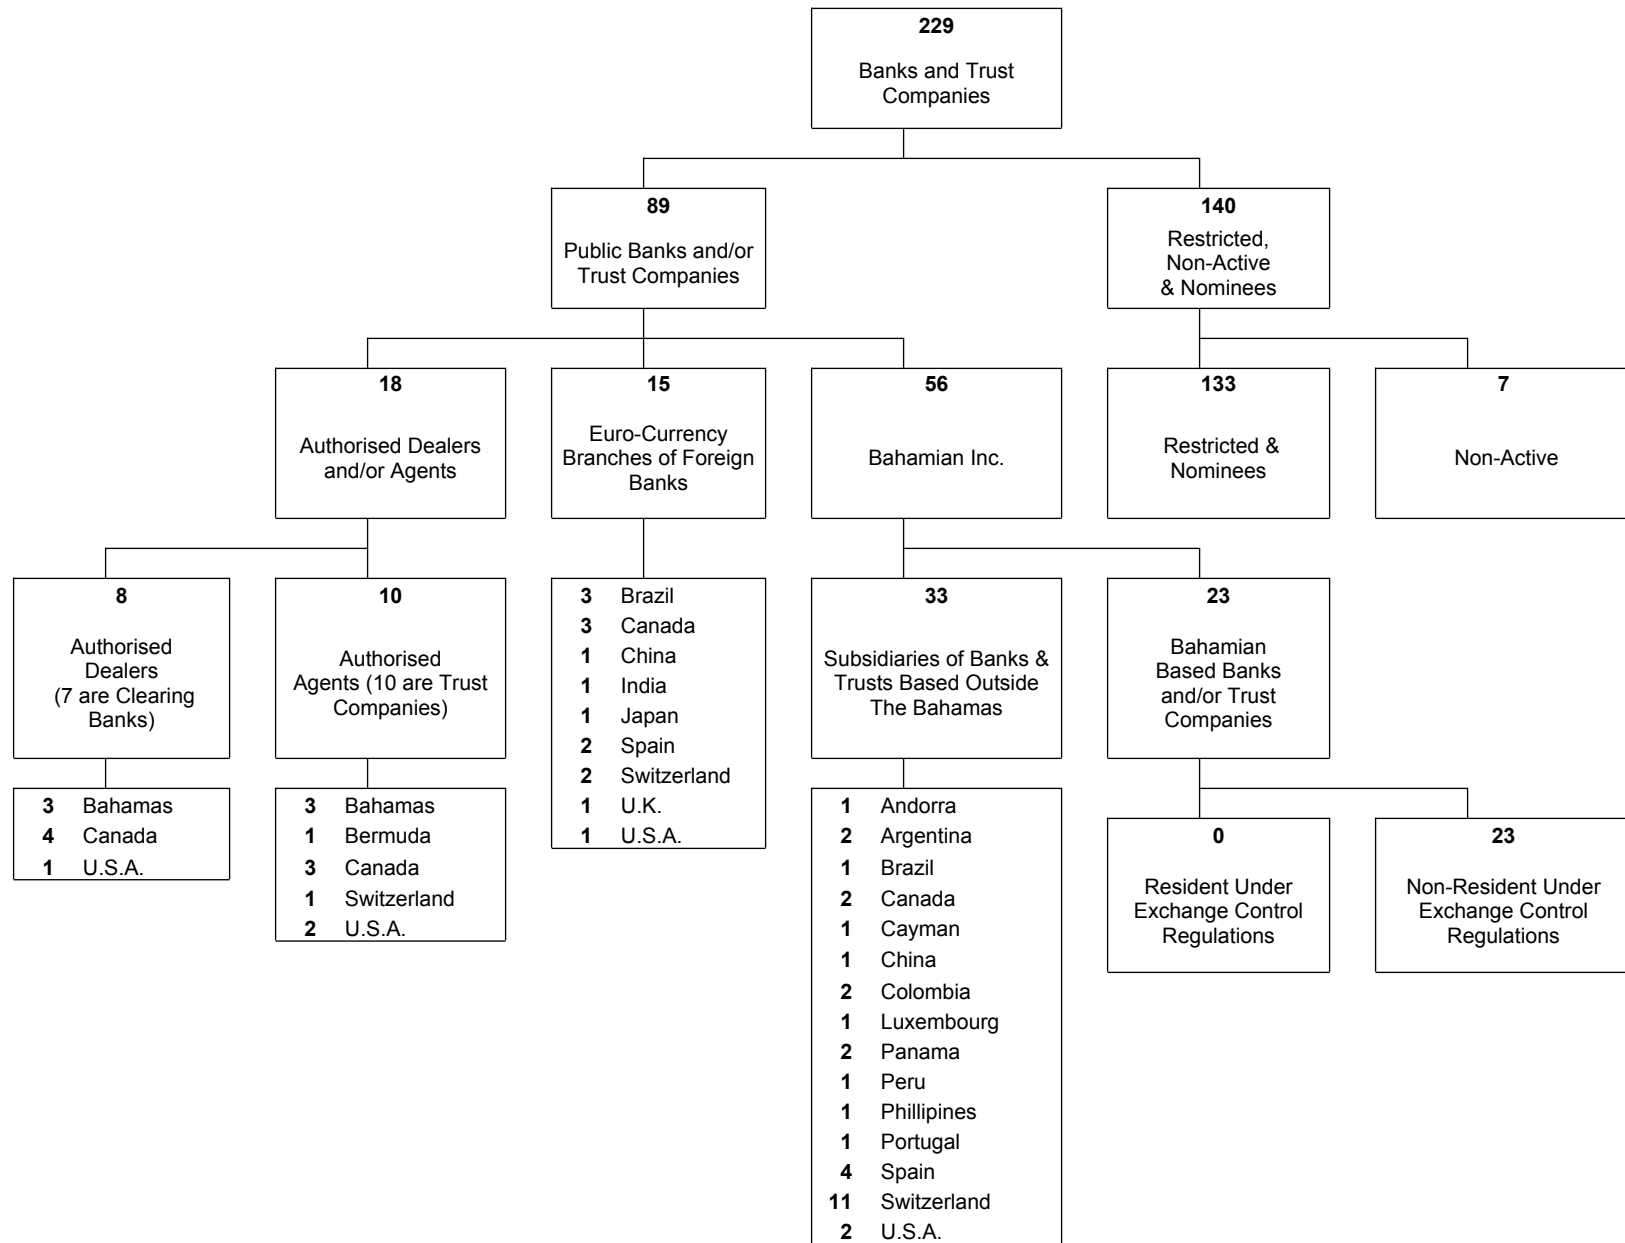 229
Banks and Trust
Companies
89
Public Banks and/or
Trust Companies
140
Restricted,
Non-Active
& Nominees
18
Authorised Dealers
and/or Agents
15
Euro-Currency
Branches of Foreign
Banks
56
Bahamian Inc.
133
Restricted &
Nominees
7
Non-Active
8
Authorised
Dealers
(7 are Clearing
Banks)
10
Authorised
Agents (10 are Trust
Companies)
3 Brazil
3 Canada
1 China
1 India
1 Japan
2 Spain
2 Switzerland
1 U.K.
1 U.S.A.
33
Subsidiaries of Banks &
Trusts Based Outside
The Bahamas
23
Bahamian
Based Banks
and/or Trust
Companies
3 Bahamas
4 Canada
1 U.S.A.
3 Bahamas
1 Bermuda
3 Canada
1 Switzerland
2 U.S.A.
1 Andorra
2 Argentina
1 Brazil
2 Canada
1 Cayman
1 China
2 Colombia
1 Luxembourg
2 Panama
1 Peru
1 Phillipines
1 Portugal
4 Spain
11 Switzerland
2 U.S.A.
0
Resident Under
Exchange Control
Regulations
23
Non-Resident Under
Exchange Control
Regulations